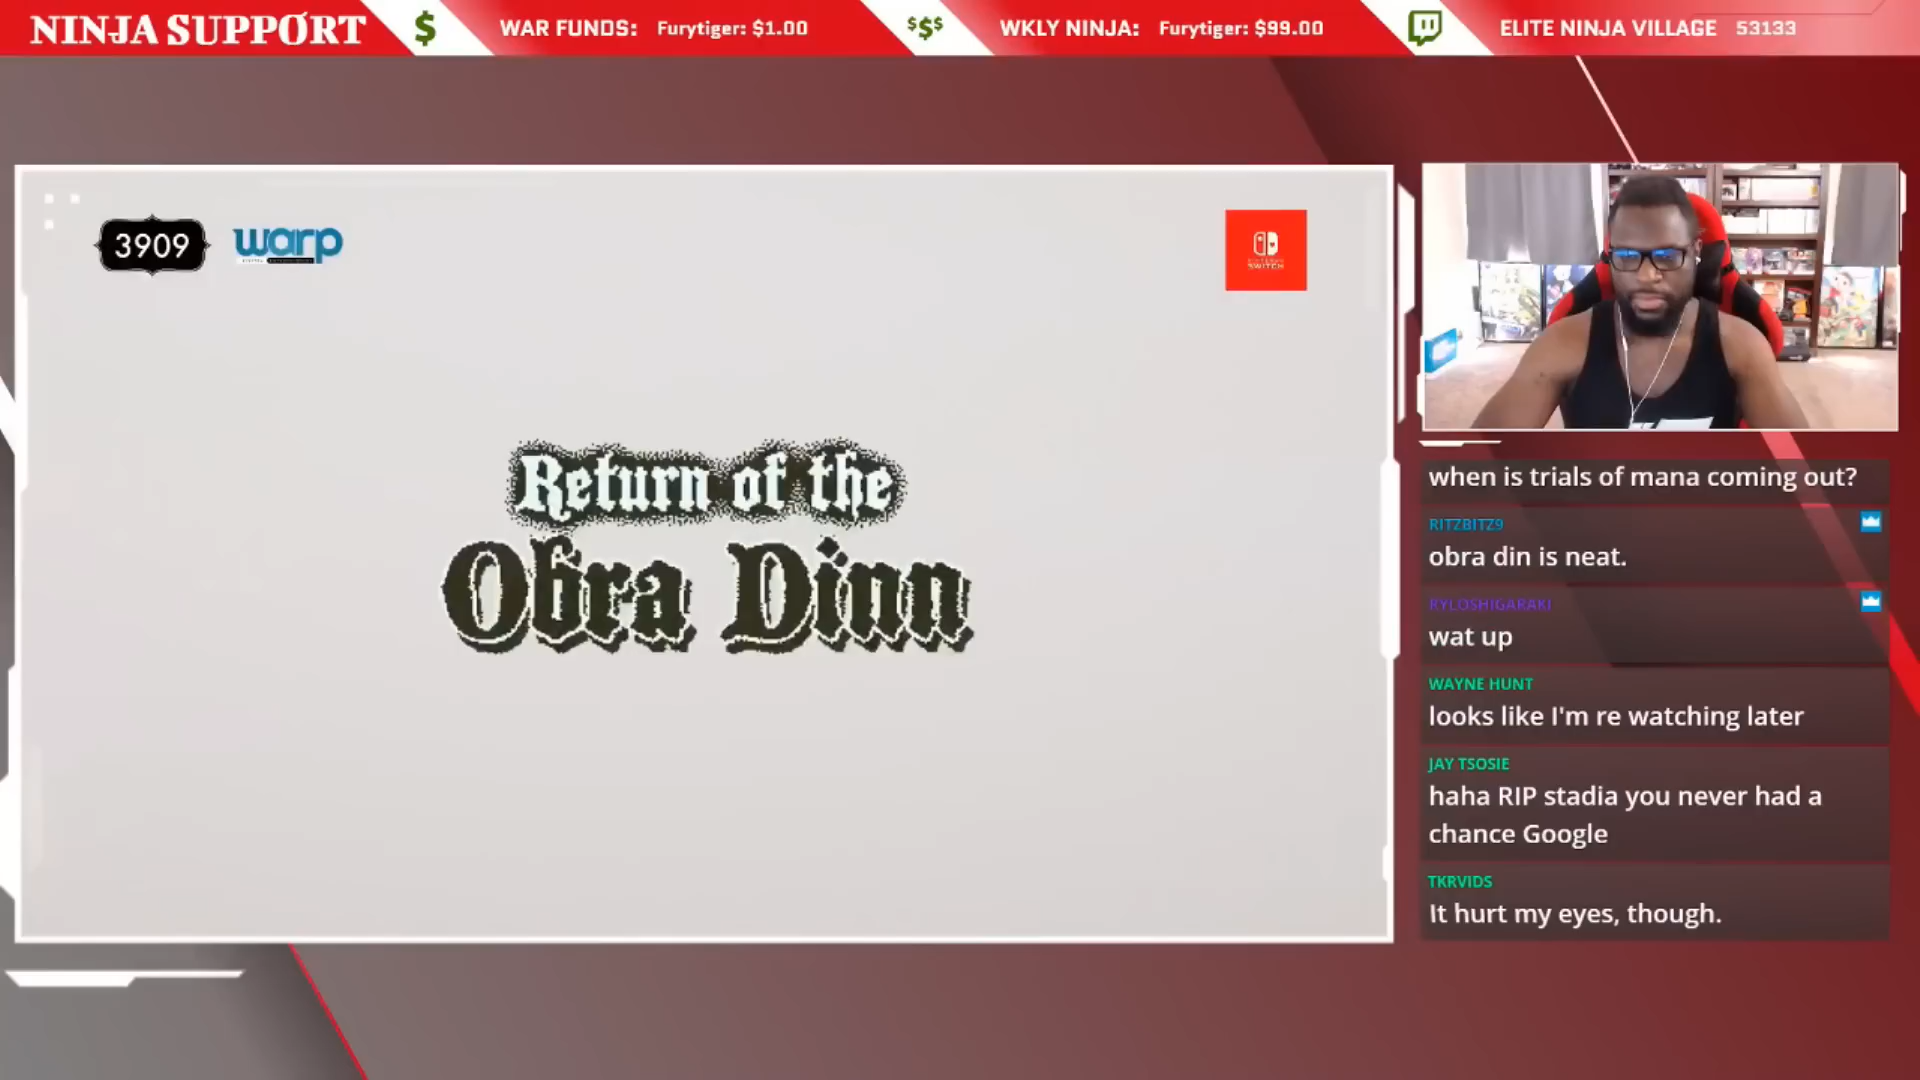 NINJA SUPPORT
$
WAR FUNDS: Furytiger: $1.00
$$$
WKLY NINJA: Furytiger: $99.00
ELITE NINJA VILLAGE 53133
3909
warp
SWITCH
Return of the
Obra Dinn
when is trials of mana coming out?
RITZBITZ9
obra din is neat.
RYLOSHIGARAKI
wat up
WAYNE HUNT
looks like I'm re watching later
JAY TSOSIE
haha RIP stadia you never had a
chance Google
TKRVIDS
It hurt my eyes, though.